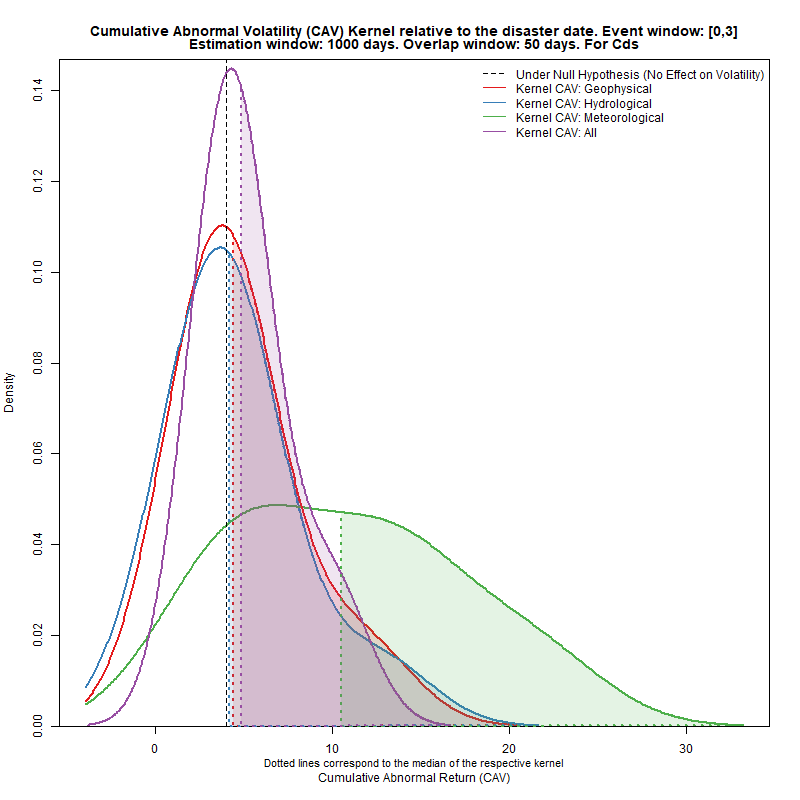 Cumulative Abnormal Volatility (CAV) Kernel relative to the disaster date. Event window: [0,3]
Estimation window: 1000 days. Overlap window: 50 days. For Cds
Under Null Hypothesis (No Effect on Volatility)
Kernel CAV: Geophysical
Kernel CAV: Hydrological
Kernel CAV: Meteorological
Kernel CAV: All
Density
0.14
0.12
0.10
0.08
0.06
0.04
0.02
0.00
0 10 20 30
Dotted lines correspond to the median of the respective kernel
Cumulative Abnormal Return (CAV)